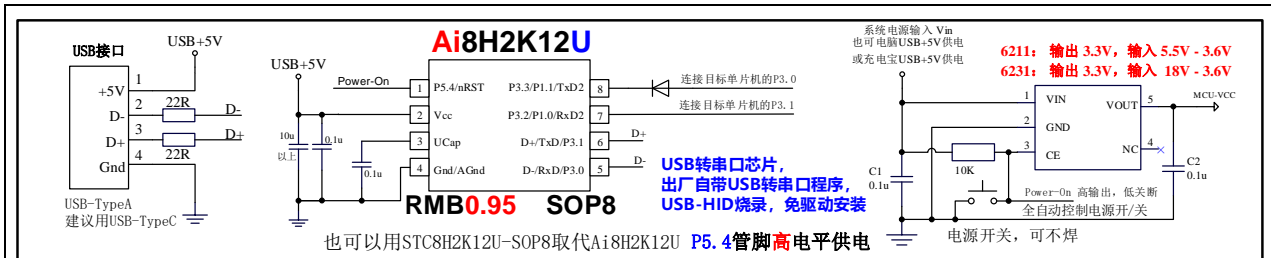 USB接口
USB+5V
+5V
1
D-
2
22R
D-
D+
3
D+
Gnd
4
22R
USB-TypeA
建议用USB-TypeC
Ai8H2K12U
USB+5V
Power-On
1
P5.4/nRST
P3.3/P1.1/TxD2
8
连接目标单片机的P3.0
2
Vcc
P3.2/P1.0/RxD2
7
连接目标单片机的P3.1
10u
以上
0.1u
3
UCap
D+/TxD/P3.1
6
D+
0.1u
4
Gnd/AGnd
D-/RxD/P3.0
5
D-
RMB0.95
SOP8
USB转串口芯片,
出厂自带USB转串口程序,
USB-HID烧录, 免驱动安装
也可以用STC8H2K12U-SOP8取代Ai8H2K12U P5.4管脚高电平供电
系统电源输入 Vin
也可电脑USB+5V供电
或充电宝USB+5V供电
6211: 输出 3.3V, 输入 5.5V - 3.6V
6231: 输出 3.3V, 输入 18V - 3.6V
1
VIN
VOUT
5
MCU-VCC
2
GND
3
CE
NC
4
C1
0.1u
10K
C2
0.1u
Power-On 高输出, 低关断
全自动控制电源开/关
电源开关, 可不焊